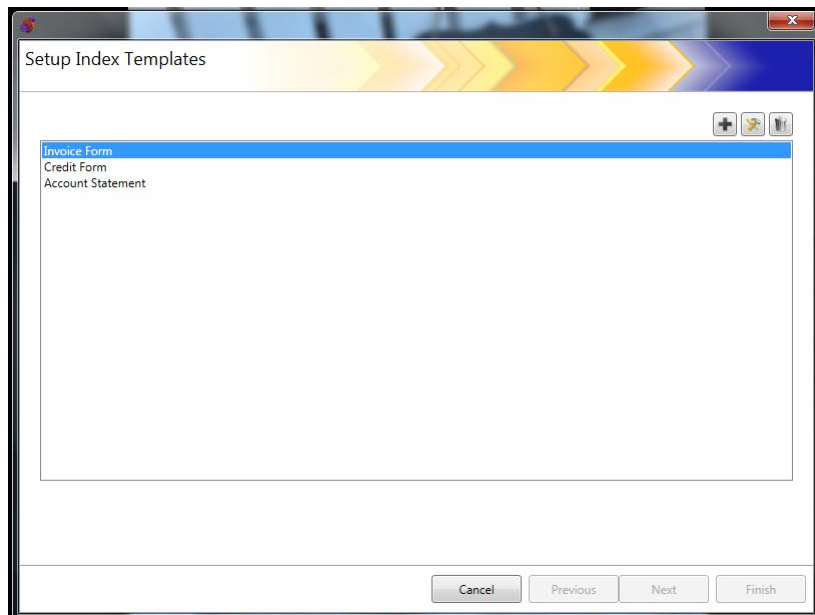 Setup Index Templates
Invoice Form
Credit Form
Account Statement
Cancel
Previous
Next
Finish